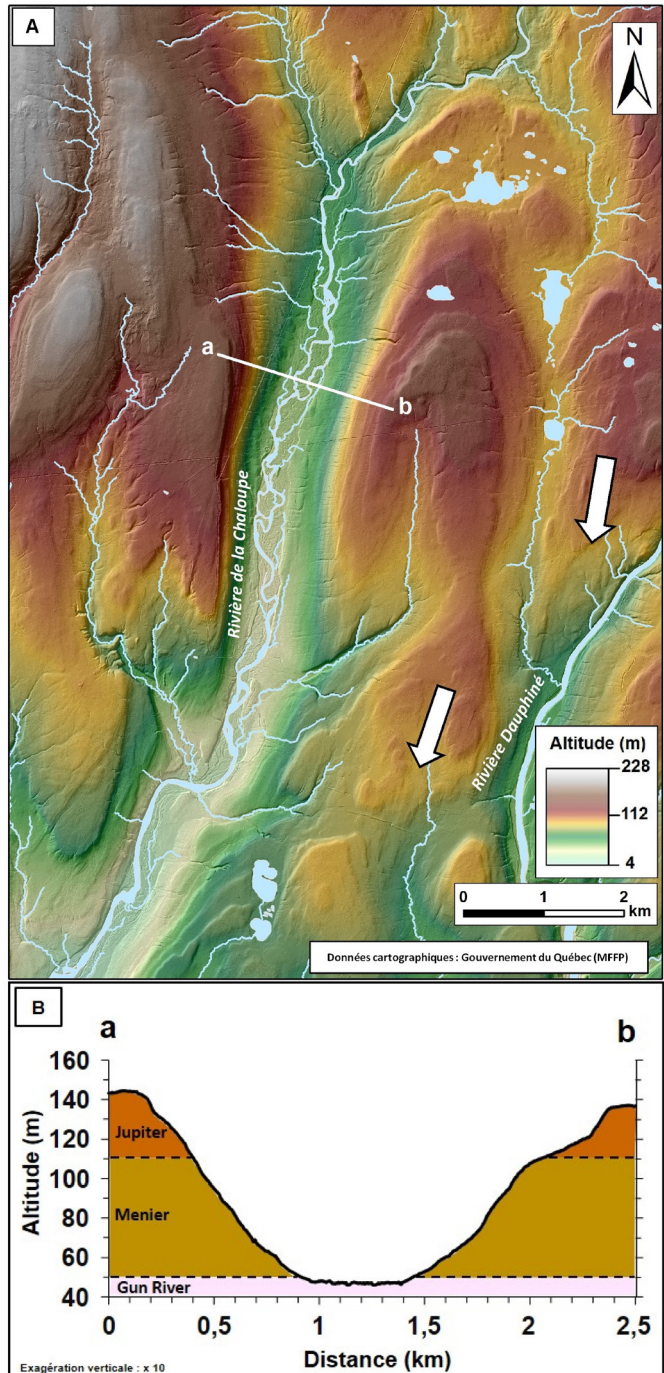 A
N
a
b
Rivière de la Chaloupe
Rivière Dauphiné
Altitude (m)
228
112
4
0 1 2
km
Données cartographiques : Gouvernement du Québec (MFFP)
B
a b
160
140
120
100
80
60
40
Altitude (m)
Jupiter
Menier
Gun River
0 0,5 1 1,5 2 2,5
Distance (km)
Exagération verticale : x 10